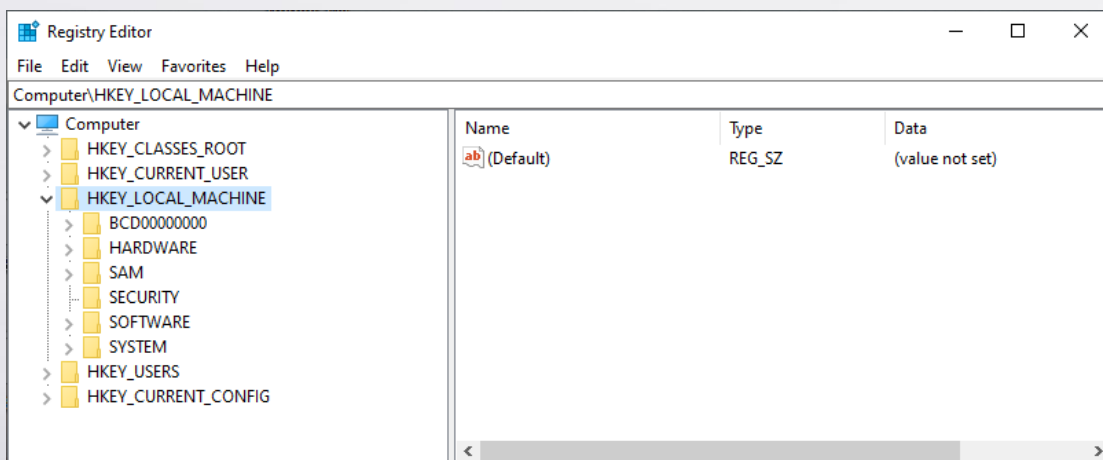 Registry Editor
File Edit View Favorites Help
Computer\HKEY_LOCAL_MACHINE
Computer
HKEY_CLASSES_ROOT
HKEY_CURRENT_USER
HKEY_LOCAL_MACHINE
BCD00000000
HARDWARE
SAM
SECURITY
SOFTWARE
SYSTEM
HKEY_USERS
HKEY_CURRENT_CONFIG
Name Type Data
ab (Default) REG_SZ (value not set)